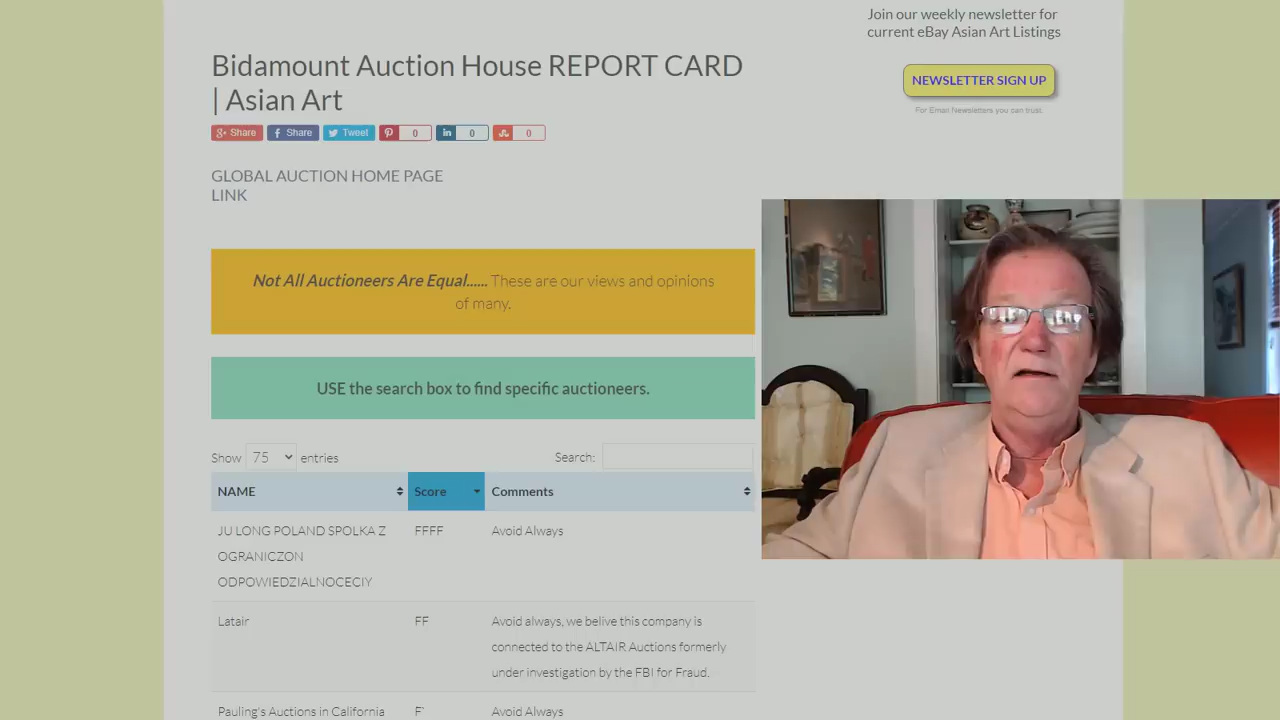 Join our weekly newsletter for
current eBay Asian Art Listings
Bidamount Auction House REPORT CARD
| Asian Art
NEWSLETTER SIGN UP
For Email Newsletters you can trust.
Share Share Tweet 0 0 0
GLOBAL AUCTION HOME PAGE
LINK
Not All Auctioneers Are Equal...... These are our views and opinions
of many.
USE the search box to find specific auctioneers.
Show 75 entries Search:
NAME Score Comments
JU LONG POLAND SPOLKA Z FFFF Avoid Always
OGRANICZON
ODPOWIEDZIALNOCECIY
Latair FF Avoid always, we belive this company is
connected to the ALTAIR Auctions formerly
under investigation by the FBI for Fraud.
Pauling's Auctions in California F` Avoid Always